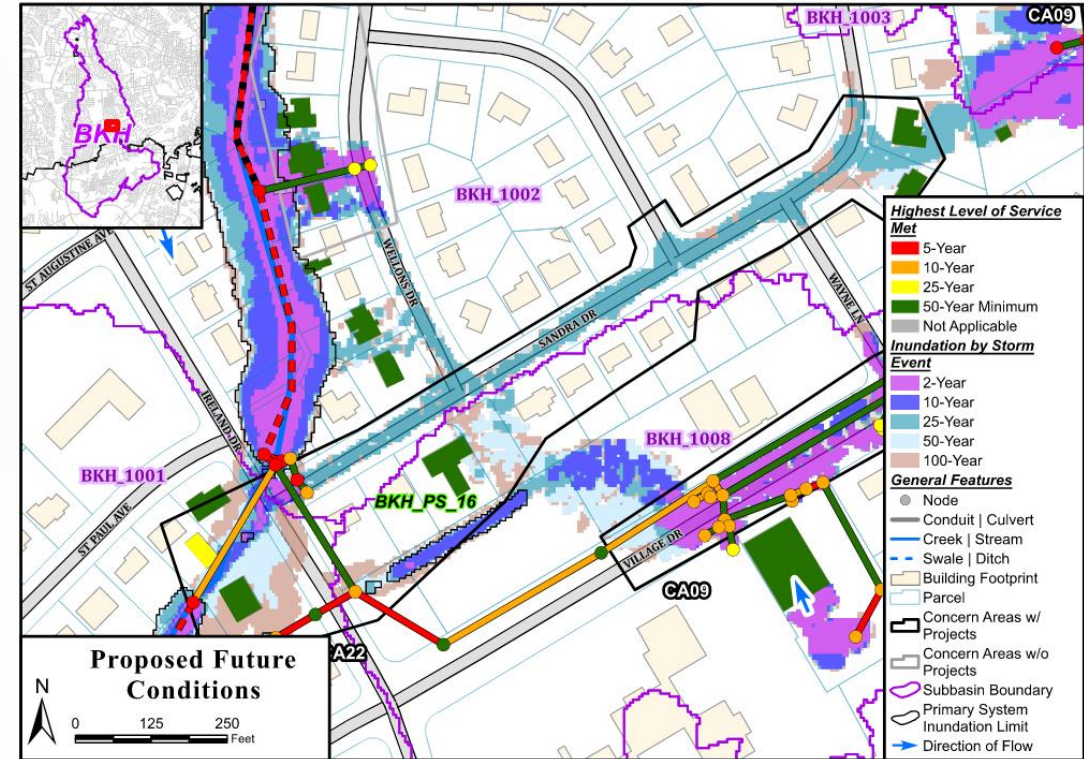 BKH
BKH_1003
CA09
BKH_1002
ST AUGUSTINE AVE
WELLONS DR
SANDRA DR
WAYNE LN
IRELAND DR
BKH_1001
BKH_1008
ST PAUL AVE
BKH_PS_16
VILLAGE DR
CA09
A22
Proposed Future
Conditions
N
0 125 250
Feet
Highest Level of Service
Met
5-Year
10-Year
25-Year
50-Year Minimum
Not Applicable
Inundation by Storm
Event
2-Year
10-Year
25-Year
50-Year
100-Year
General Features
Node
Conduit | Culvert
Creek | Stream
Swale | Ditch
Building Footprint
Parcel
Concern Areas w/
Projects
Concern Areas w/o
Projects
Subbasin Boundary
Primary System
Inundation Limit
Direction of Flow